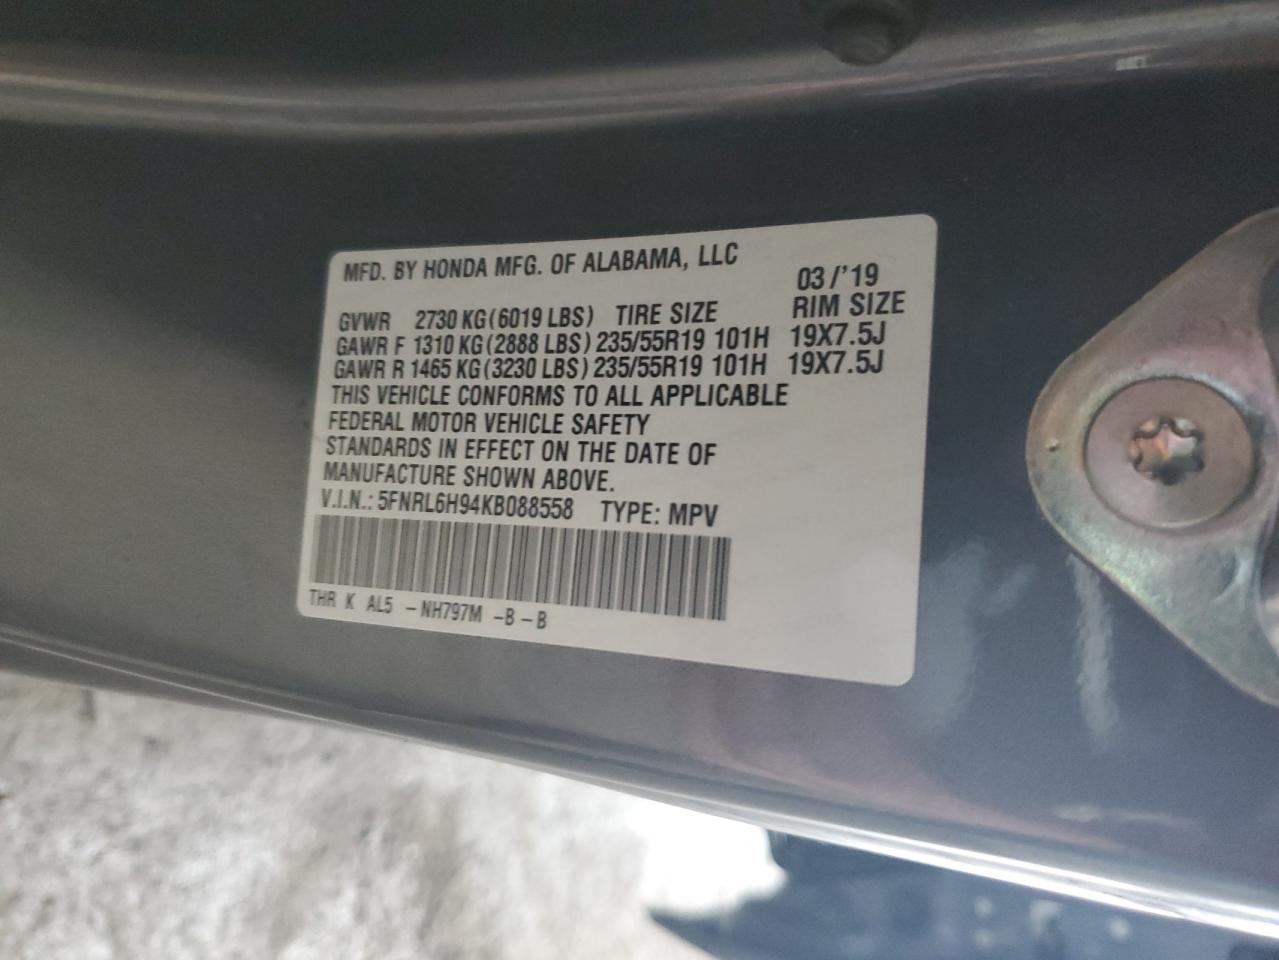 MFD. BY HONDA MFG. OF ALABAMA, LLC
03/'19
GVWR 2730 KG(6019 LBS) TIRE SIZE RIM SIZE
GAWR F 1310 KG(2888 LBS) 235/55R19 101H 19X7.5J
GAWR R 1465 KG(3230 LBS) 235/55R19 101H 19X7.5J
THIS VEHICLE CONFORMS TO ALL APPLICABLE
FEDERAL MOTOR VEHICLE SAFETY
STANDARDS IN EFFECT ON THE DATE OF
MANUFACTURE SHOWN ABOVE.
V.I.N.: 5FNRL6H94KB088558 TYPE: MPV
THR K AL5 -NH797M -B-B